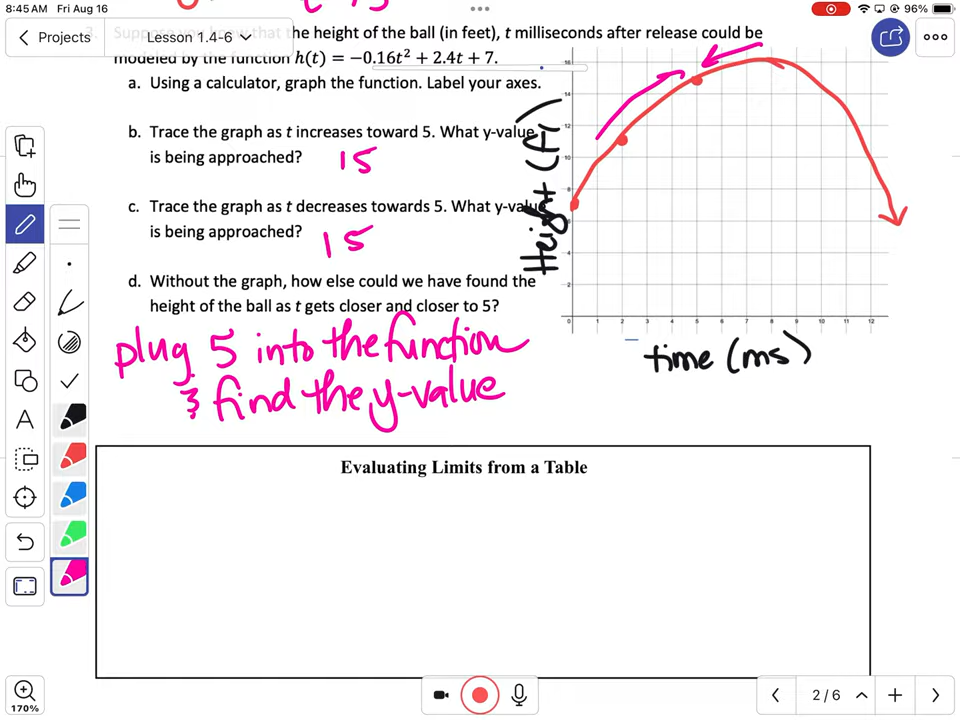 8:45 AM Fri Aug 16
96%
Projects
Lesson 1.4-6
the height of the ball (in feet), t milliseconds after release could be
modeled by the function h(t) = −0.16t² + 2.4t + 7.
a. Using a calculator, graph the function. Label your axes.
b. Trace the graph as t increases toward 5. What y-value
is being approached? 15
c. Trace the graph as t decreases towards 5. What y-value
is being approached? 15
d. Without the graph, how else could we have found the
height of the ball as t gets closer and closer to 5?
plug 5 into the function
& find the y-value
Height (ft)
16
14
12
10
8
4
2
0 1 2 3 4 5 6 7 8 9 10 11 12
time (ms)
Evaluating Limits from a Table
A
170%
2 / 6